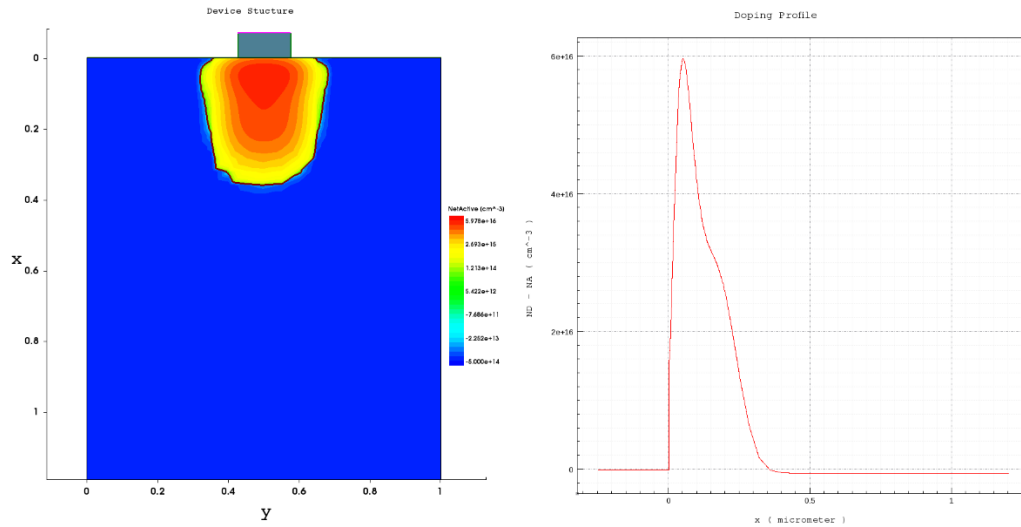 Device Stucture
0
0.2
0.4
0.6
0.8
1
x
0
0.2
0.4
0.6
0.8
1
y
NetActive (cm^-3)
5.978e+16
2.693e+15
1.213e+14
5.422e+12
-7.686e+11
-2.252e+13
-5.000e+14
Doping Profile
6e+16
4e+16
2e+16
0
ND - NA ( cm^-3 )
0
0.5
1
x ( micrometer )